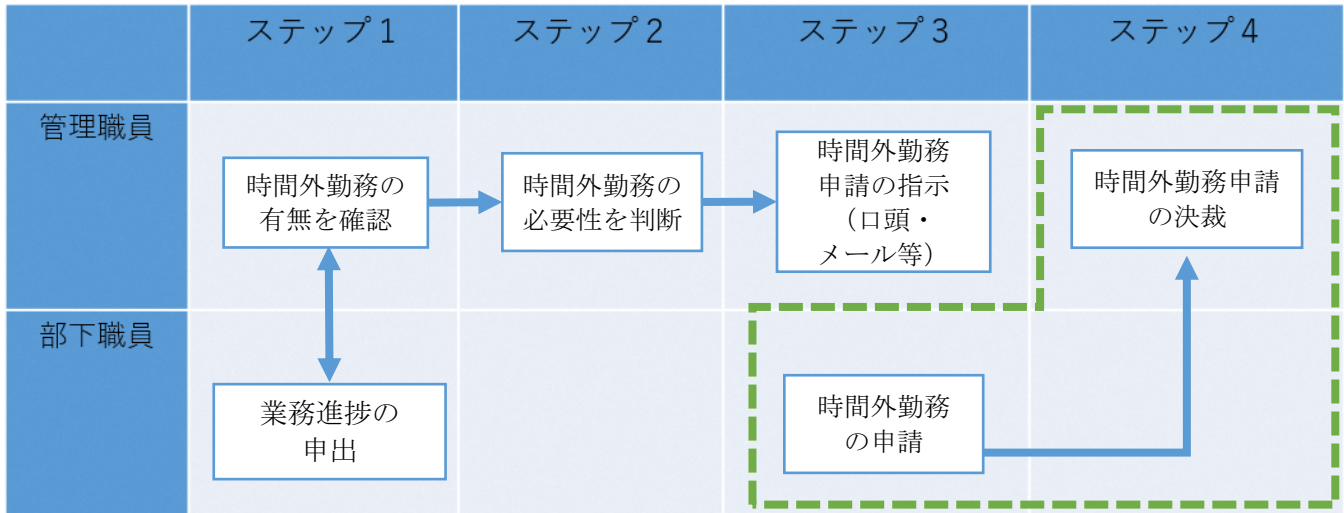 ステップ１
ステップ２
ステップ３
ステップ４
管理職員
時間外勤務の
有無を確認
時間外勤務の
必要性を判断
時間外勤務
申請の指示
（口頭・
メール等）
時間外勤務申請
の決裁
部下職員
業務進捗の
申出
時間外勤務
の申請